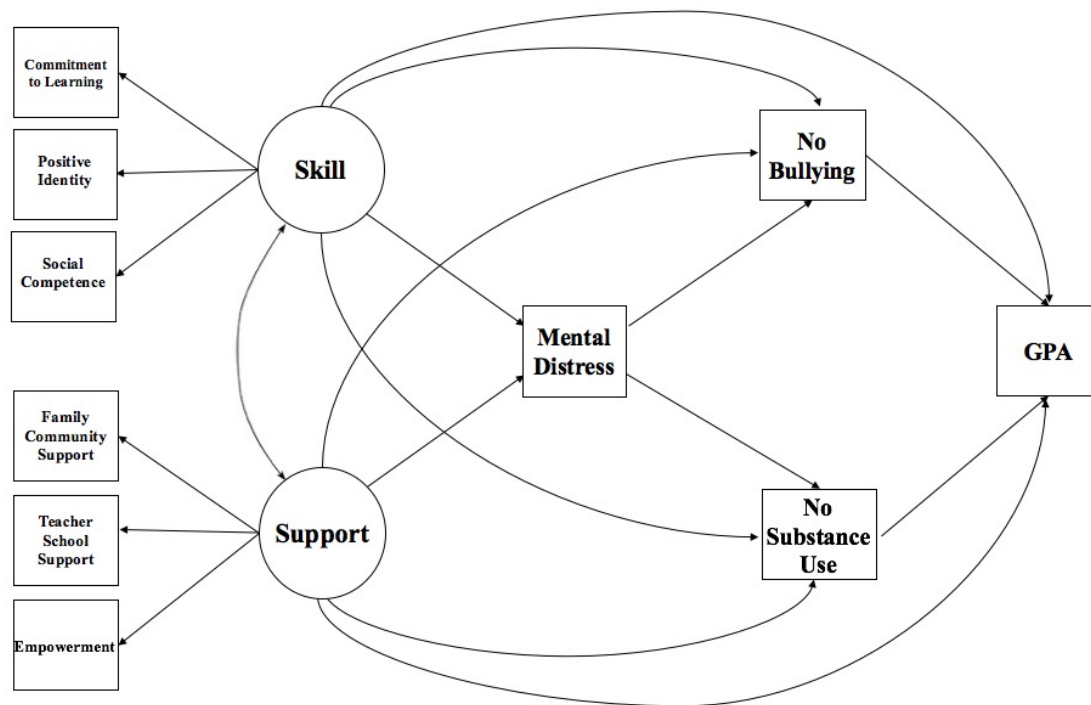 Commitment
to Learning
Positive
Identity
Social
Competence
Family
Community
Support
Teacher
School
Support
Empowerment
Skill
Support
Mental
Distress
No
Bullying
No
Substance
Use
GPA